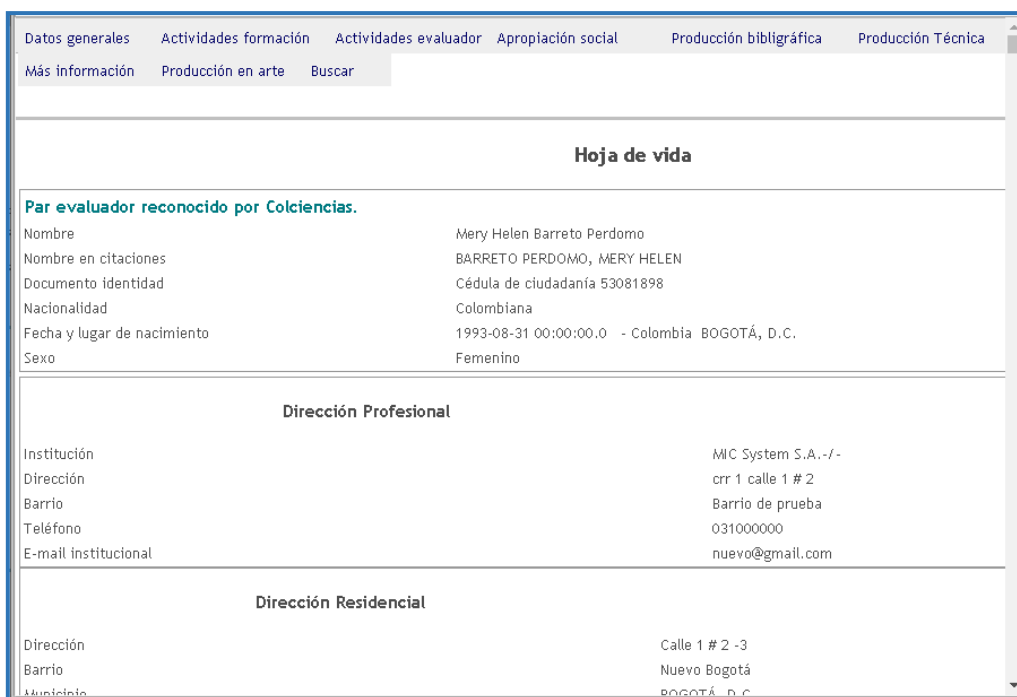 Datos generales Actividades formación Actividades evaluador Apropiación social Producción bibligráfica Producción Técnica
Más información Producción en arte Buscar
Hoja de vida
Par evaluador reconocido por Colciencias.
Nombre Mery Helen Barreto Perdomo
Nombre en citaciones BARRETO PERDOMO, MERY HELEN
Documento identidad Cédula de ciudadanía 53081898
Nacionalidad Colombiana
Fecha y lugar de nacimiento 1993-08-31 00:00:00.0 - Colombia BOGOTÁ, D.C.
Sexo Femenino
Dirección Profesional
Institución MIC System S.A.-/-
Dirección crr 1 calle 1 # 2
Barrio Barrio de prueba
Teléfono 031000000
E-mail institucional nuevo@gmail.com
Dirección Residencial
Dirección Calle 1 # 2 -3
Barrio Nuevo Bogotá
Municipio BOGOTÁ, D.C.